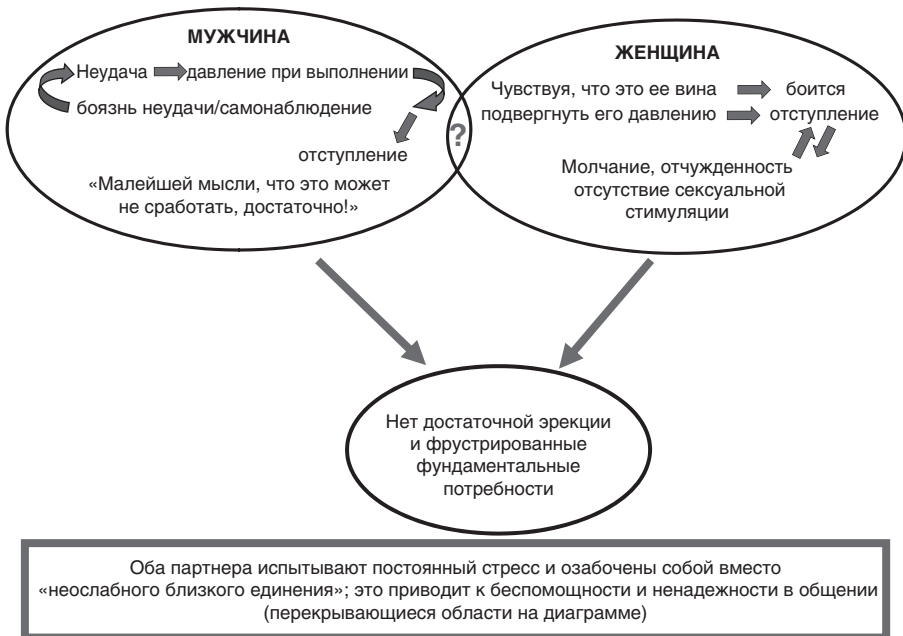 МУЖЧИНА
Неудача давление при выполнении
боязнь неудачи/самонаблюдение
отступление
«Малейшей мысли, что это может
не сработать, достаточно!»
?
ЖЕНЩИНА
Чувствуя, что это ее вина боится
подвергнуть его давлению отступление
Молчание, отчужденность
отсутствие сексуальной
стимуляции
Нет достаточной эрекции
и фрустрированные
фундаментальные
потребности
Оба партнера испытывают постоянный стресс и озабочены собой вместо
«неослабного близкого единения»; это приводит к беспомощности и ненадежности в общении
(перекрывающиеся области на диаграмме)